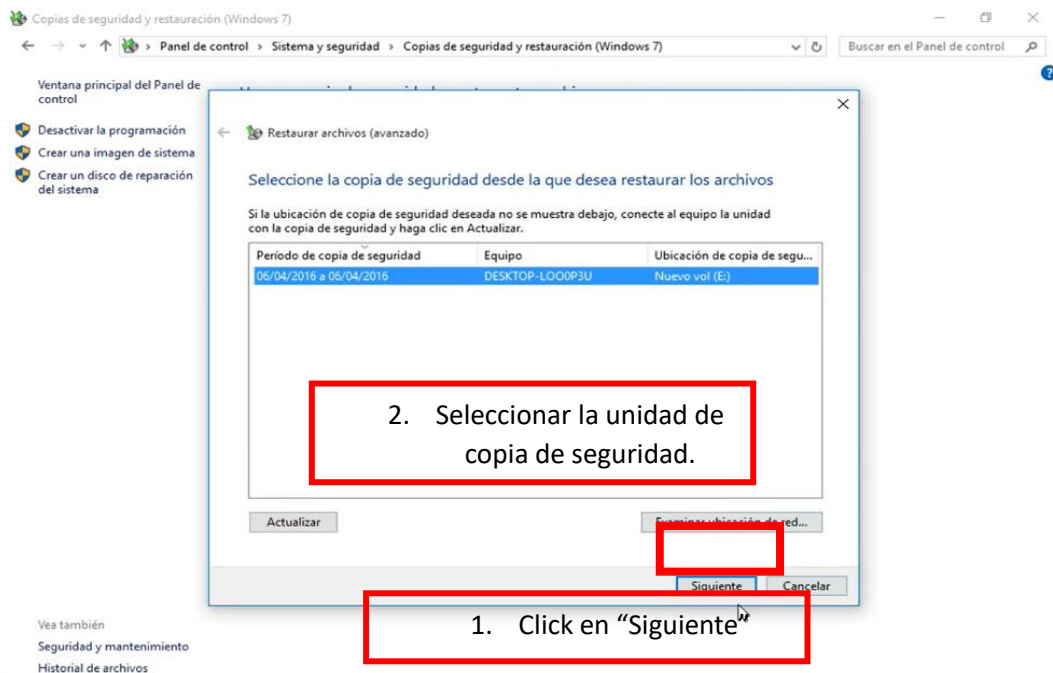 Copias de seguridad y restauración (Windows 7)
Panel de control > Sistema y seguridad > Copias de seguridad y restauración (Windows 7)
Buscar en el Panel de control
Ventana principal del Panel de
control
Desactivar la programación
Crear una imagen de sistema
Crear un disco de reparación
del sistema
Restaurar archivos (avanzado)
Seleccione la copia de seguridad desde la que desea restaurar los archivos
Si la ubicación de copia de seguridad deseada no se muestra debajo, conecte al equipo la unidad
con la copia de seguridad y haga clic en Actualizar.
Período de copia de seguridad Equipo Ubicación de copia de segu...
06/04/2016 a 06/04/2016 DESKTOP-LOO0P3U Nuevo vol (E:)
2. Seleccionar la unidad de
copia de seguridad.
Actualizar
Examinar ubicación de red...
Siguiente Cancelar
1. Click en “Siguiente”
Vea también
Seguridad y mantenimiento
Historial de archivos